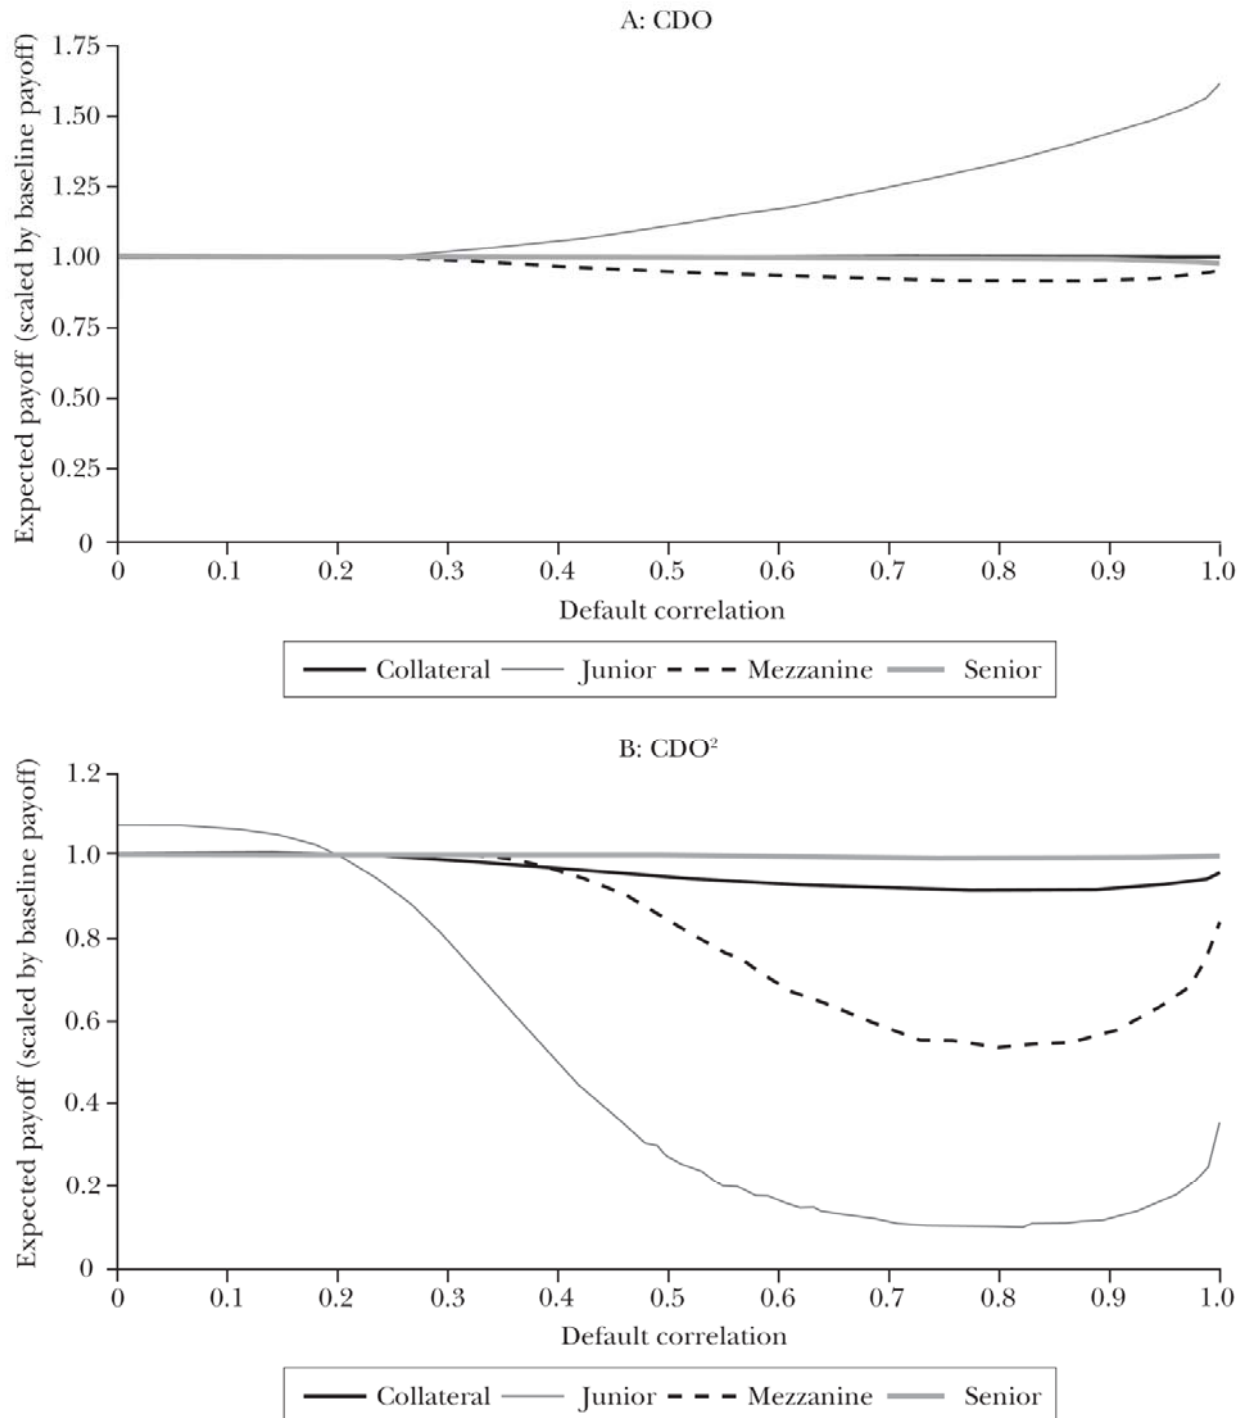 A: CDO
Expected payoff (scaled by baseline payoff)
1.75
1.50
1.25
1.00
0.75
0.50
0.25
0
0 0.1 0.2 0.3 0.4 0.5 0.6 0.7 0.8 0.9 1.0
Default correlation
Collateral Junior Mezzanine Senior
B: CDO²
Expected payoff (scaled by baseline payoff)
1.2
1.0
0.8
0.6
0.4
0.2
0
0 0.1 0.2 0.3 0.4 0.5 0.6 0.7 0.8 0.9 1.0
Default correlation
Collateral Junior Mezzanine Senior